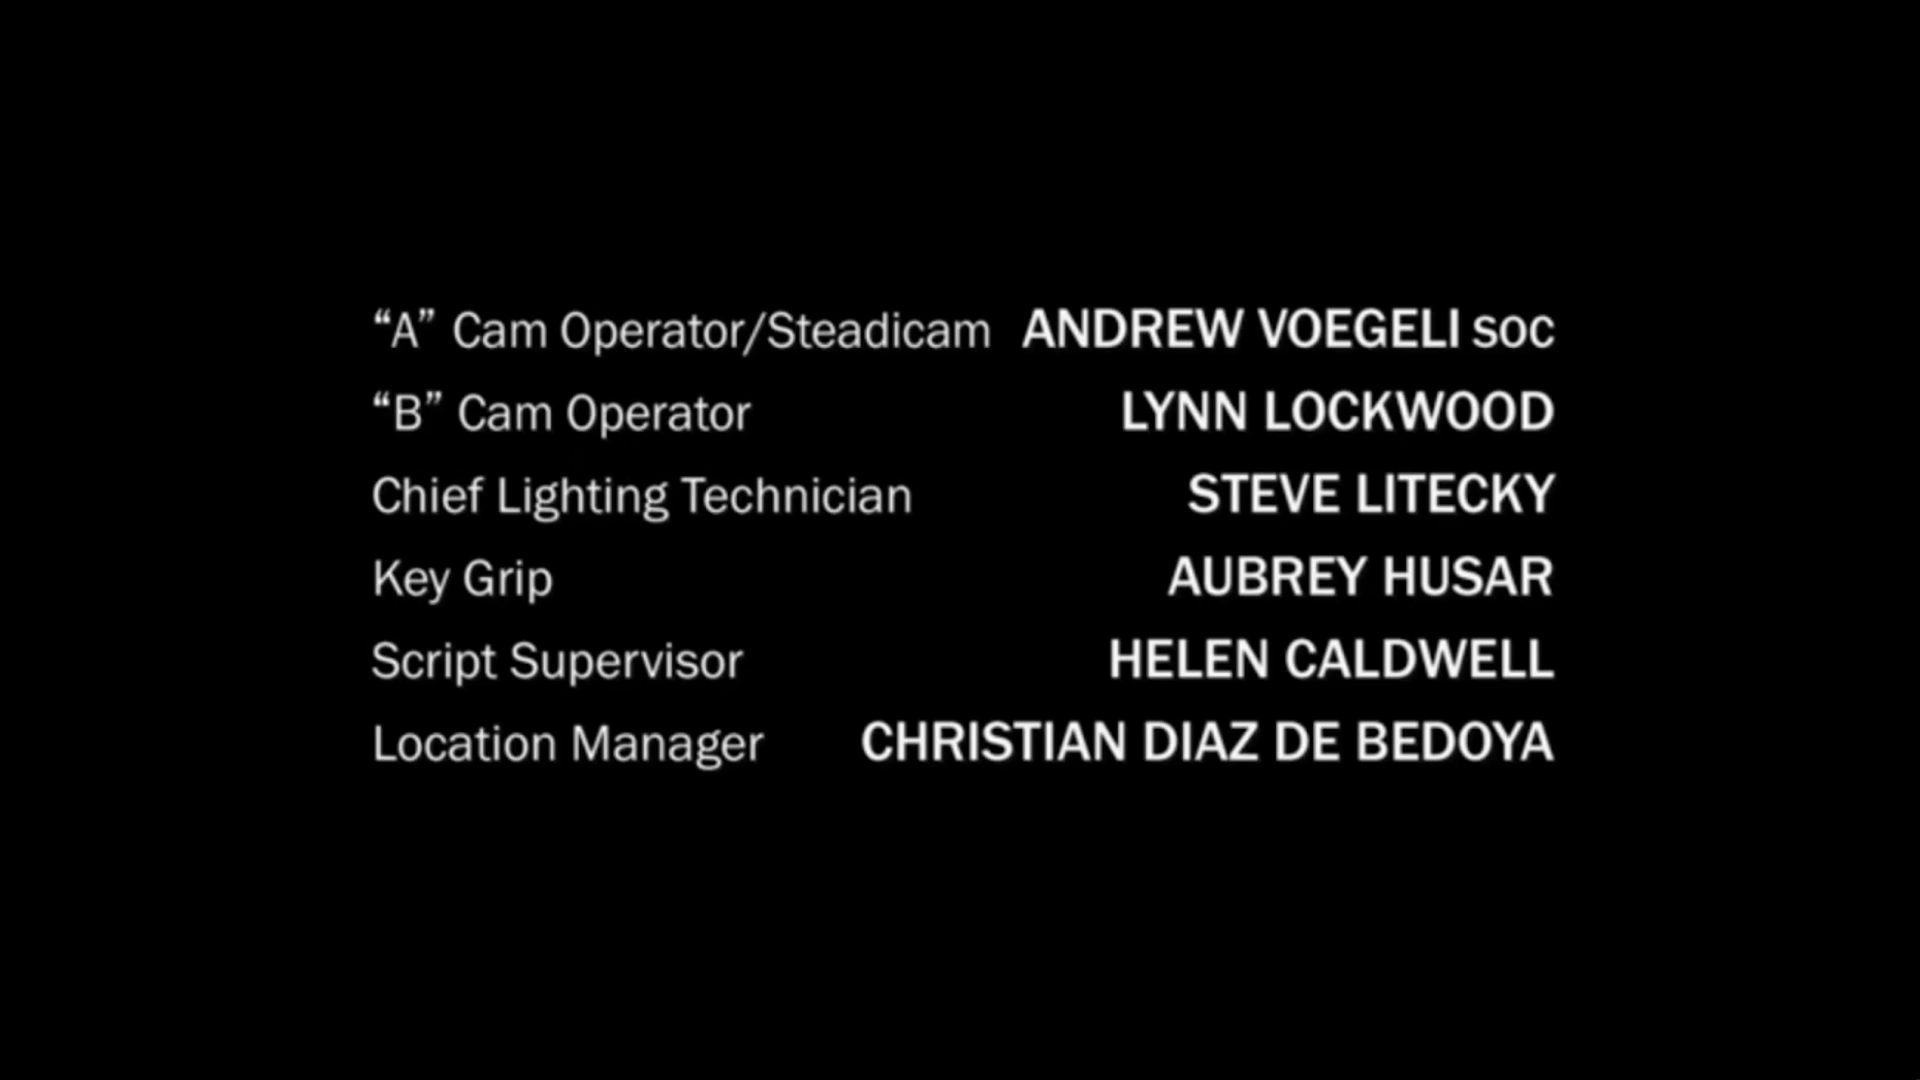 “A” Cam Operator/Steadicam ANDREW VOEGELI SOC
“B” Cam Operator LYNN LOCKWOOD
Chief Lighting Technician STEVE LITECKY
Key Grip AUBREY HUSAR
Script Supervisor HELEN CALDWELL
Location Manager CHRISTIAN DIAZ DE BEDOYA